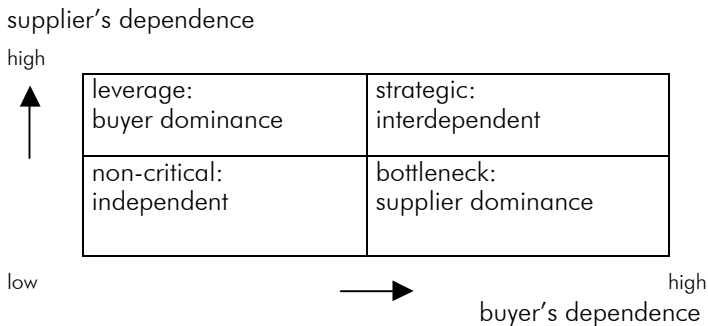 supplier's dependence
high
leverage:
buyer dominance
strategic:
interdependent
non-critical:
independent
bottleneck:
supplier dominance
low
high
buyer's dependence